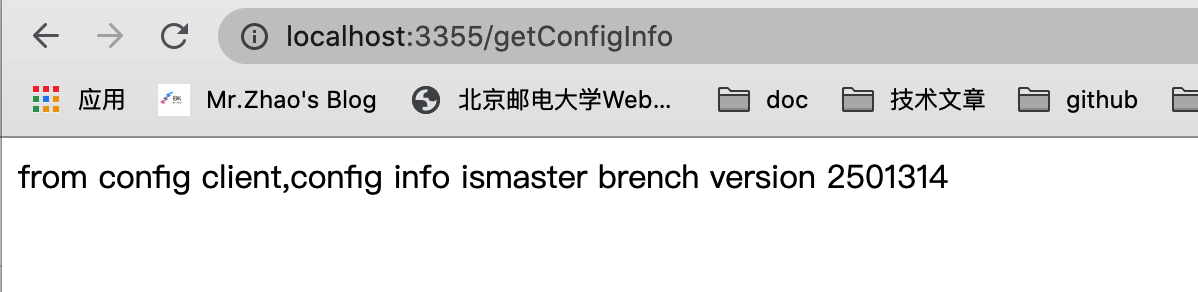 localhost:3355/getConfigInfo
应用 BK Mr.Zhao's Blog 北京邮电大学Web... doc 技术文章 github
from config client,config info ismaster brench version 2501314